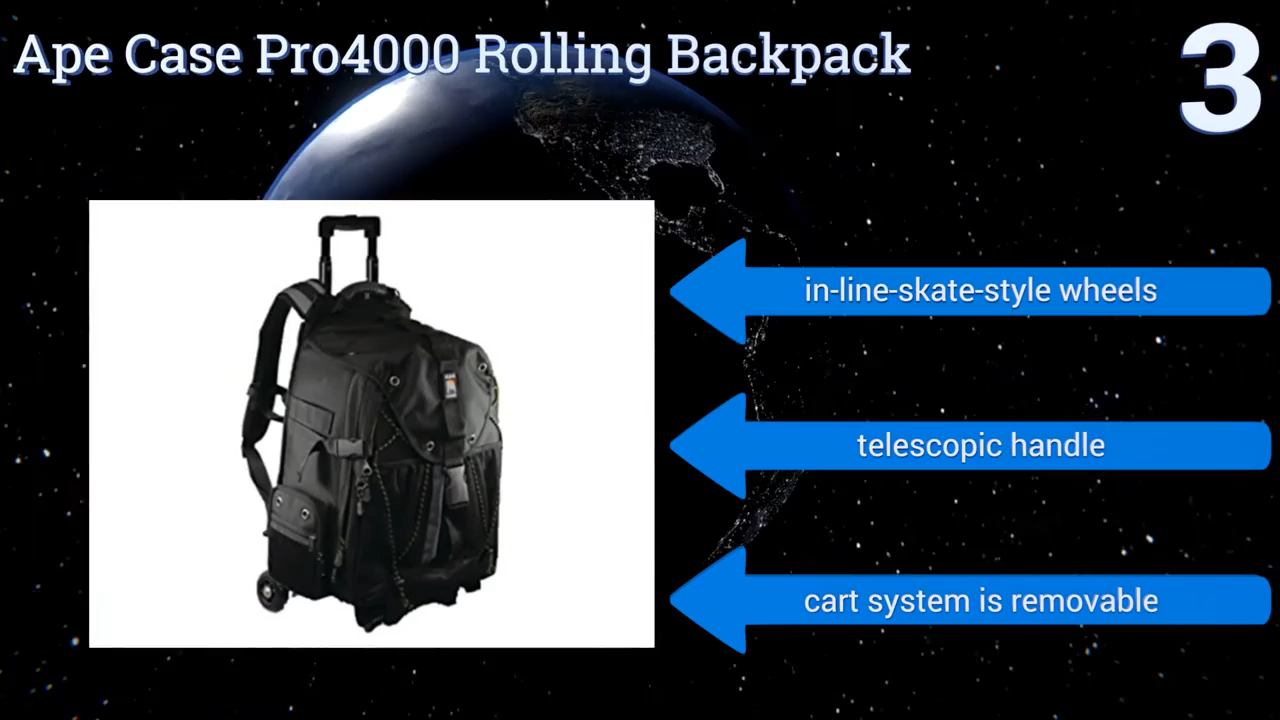 Ape Case Pro4000 Rolling Backpack
3
in-line-skate-style wheels
telescopic handle
cart system is removable